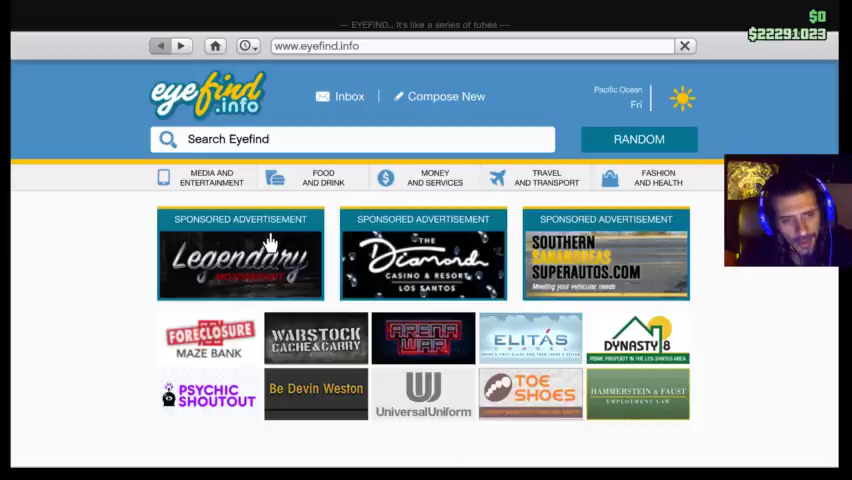 $0
$22291023
— EYEFIND... It's like a series of tubes —
www.eyefind.info
eyefind
.info
Inbox
Compose New
Pacific Ocean
Fri
Search Eyefind
RANDOM
MEDIA AND
ENTERTAINMENT
FOOD
AND DRINK
MONEY
AND SERVICES
TRAVEL
AND TRANSPORT
FASHION
AND HEALTH
SPONSORED ADVERTISEMENT
SPONSORED ADVERTISEMENT
SPONSORED ADVERTISEMENT
Legendary
MOTORSPORT
THE
Diamond
CASINO & RESORT
LOS SANTOS
SOUTHERN
SANANDREAS
SUPERAUTOS.COM
Meeting your vehicular needs
FORECLOSURE
MAZE BANK
WARSTOCK
CACHE & CARRY
ARENA
WAR
ELITÁS
TRAVEL
DYNASTY 8
PRIME PROPERTY IN THE LOS SANTOS AREA
PSYCHIC
SHOUTOUT
Be Devin Weston
UniversalUniform
TOE
SHOES
HAMMERSTEIN & FAUST
EMPLOYMENT LAW